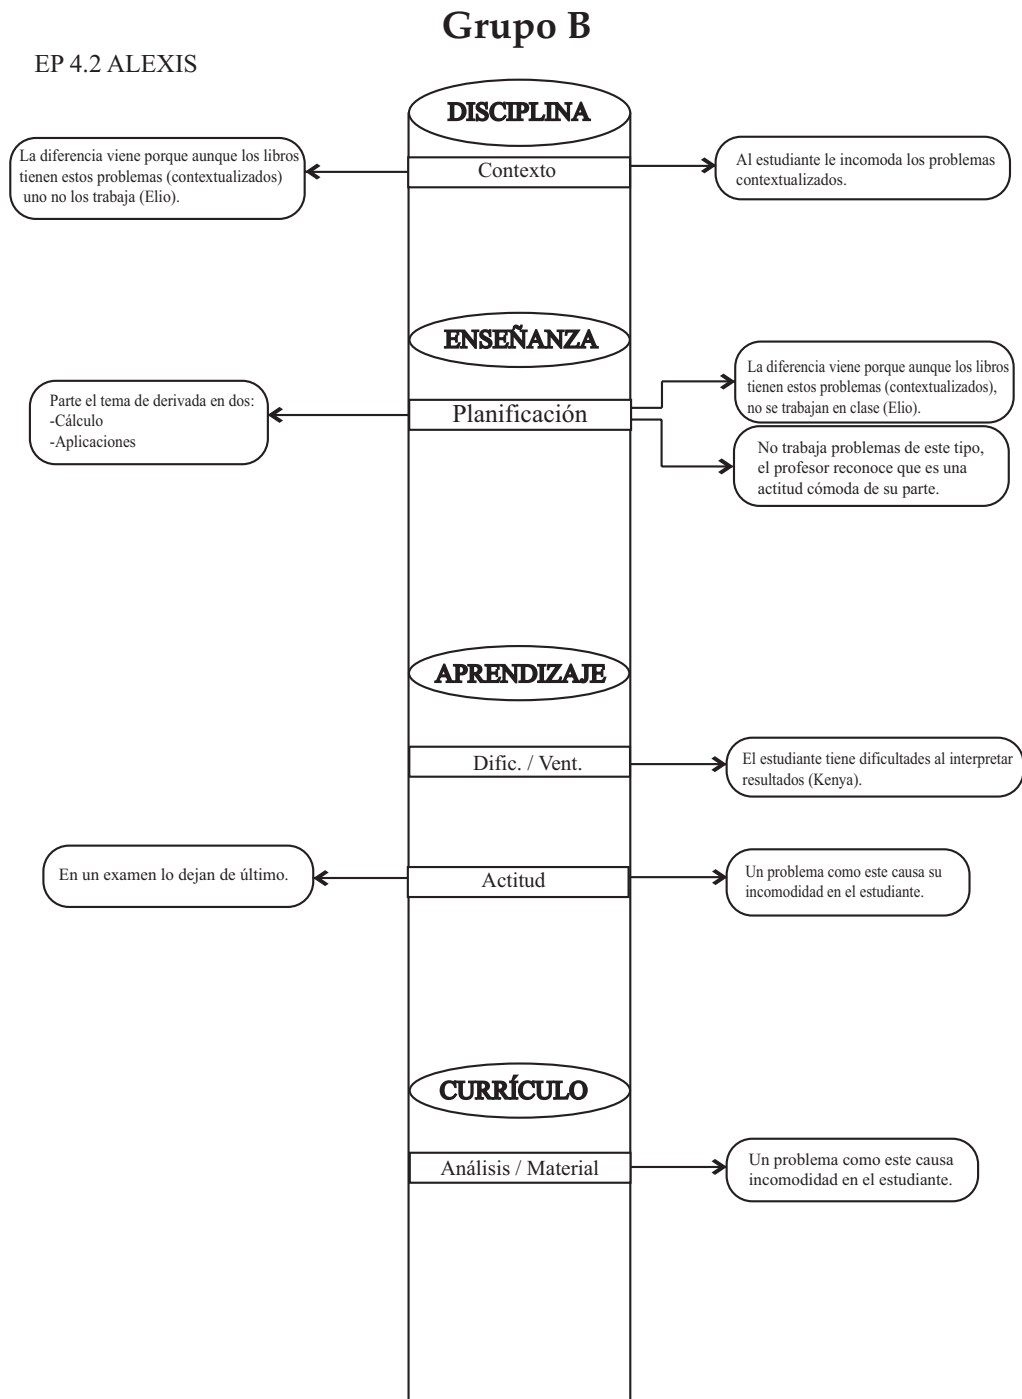 Grupo B
EP 4.2 ALEXIS
DISCIPLINA
La diferencia viene porque aunque los libros
tienen estos problemas (contextualizados)
uno no los trabaja (Elio).
Contexto
Al estudiante le incomoda los problemas
contextualizados.
ENSEÑANZA
Parte el tema de derivada en dos:
-Cálculo
-Aplicaciones
Planificación
La diferencia viene porque aunque los libros
tienen estos problemas (contextualizados),
no se trabajan en clase (Elio).
No trabaja problemas de este tipo,
el profesor reconoce que es una
actitud cómoda de su parte.
APRENDIZAJE
Dific. / Vent.
El estudiante tiene dificultades al interpretar
resultados (Kenya).
En un examen lo dejan de último.
Actitud
Un problema como este causa su
incomodidad en el estudiante.
CURRÍCULO
Análisis / Material
Un problema como este causa
incomodidad en el estudiante.